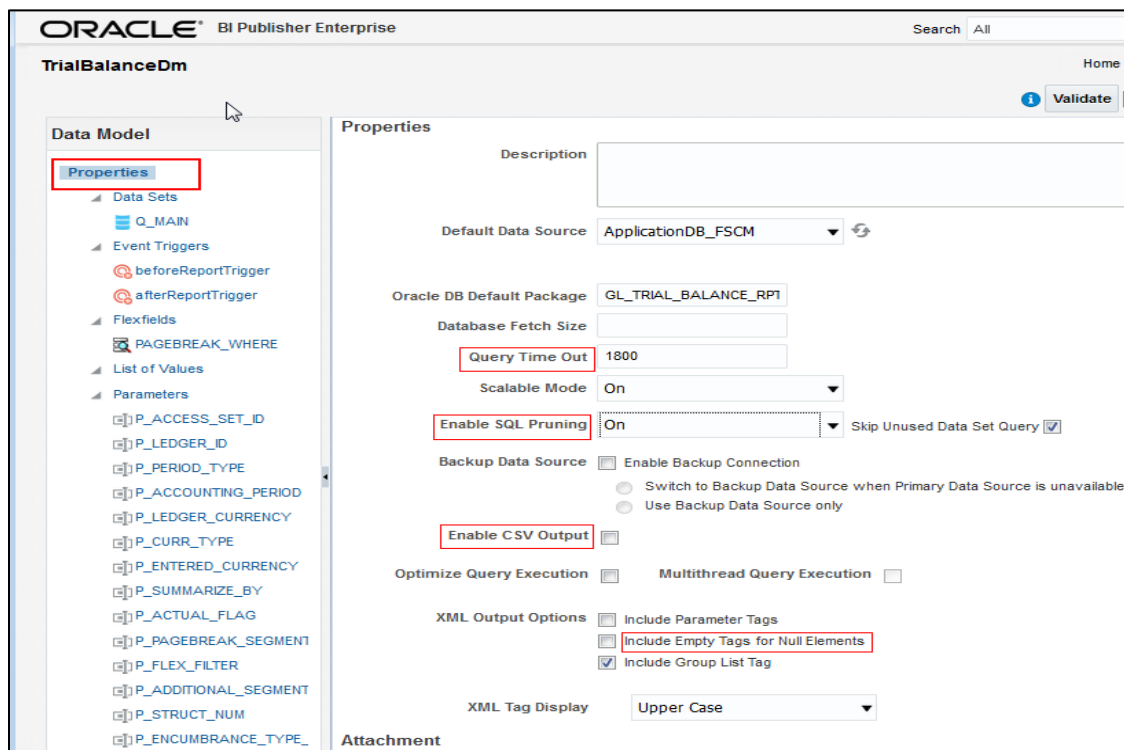 ORACLE BI Publisher Enterprise Search All
TrialBalanceDm Home
Validate
Data Model
Properties
Data Sets
Q_MAIN
Event Triggers
beforeReportTrigger
afterReportTrigger
Flexfields
PAGEBREAK_WHERE
List of Values
Parameters
P_ACCESS_SET_ID
P_LEDGER_ID
P_PERIOD_TYPE
P_ACCOUNTING_PERIOD
P_LEDGER_CURRENCY
P_CURR_TYPE
P_ENTERED_CURRENCY
P_SUMMARIZE_BY
P_ACTUAL_FLAG
P_PAGEBREAK_SEGMENT
P_FLEX_FILTER
P_ADDITIONAL_SEGMENT
P_STRUCT_NUM
P_ENCUMBRANCE_TYPE_
Properties
Description
Default Data Source ApplicationDB_FSCM
Oracle DB Default Package GL_TRIAL_BALANCE_RPT
Database Fetch Size
Query Time Out 1800
Scalable Mode On
Enable SQL Pruning On Skip Unused Data Set Query
Backup Data Source Enable Backup Connection
Switch to Backup Data Source when Primary Data Source is unavailable
Use Backup Data Source only
Enable CSV Output
Optimize Query Execution Multithread Query Execution
XML Output Options Include Parameter Tags
Include Empty Tags for Null Elements
Include Group List Tag
XML Tag Display Upper Case
Attachment